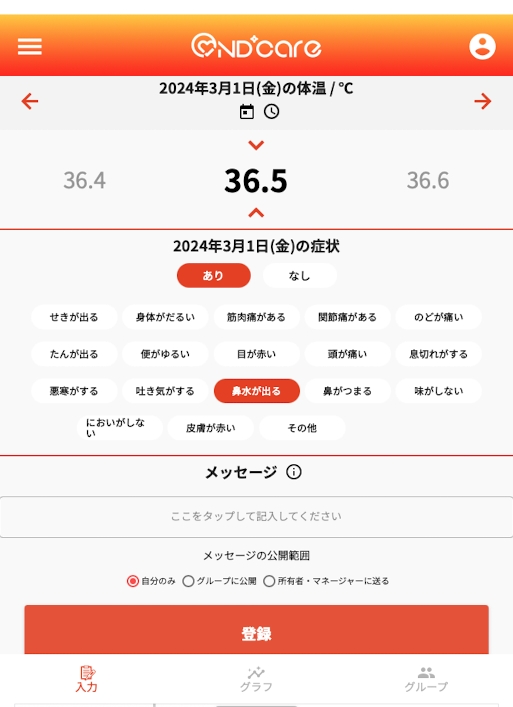 OND°care
2024年3月1日(金)の体温 / ℃
36.4 36.5 36.6
2024年3月1日(金)の症状
あり なし
せきが出る 身体がだるい 筋肉痛がある 関節痛がある のどが痛い
たんが出る 便がゆるい 目が赤い 頭が痛い 息切れがする
悪寒がする 吐き気がする 鼻水が出る 鼻がつまる 味がしない
においがしな
い
皮膚が赤い その他
メッセージ
ここをタップして記入してください
メッセージの公開範囲
自分のみ グループに公開 所有者・マネージャーに送る
登録
入力 グラフ グループ